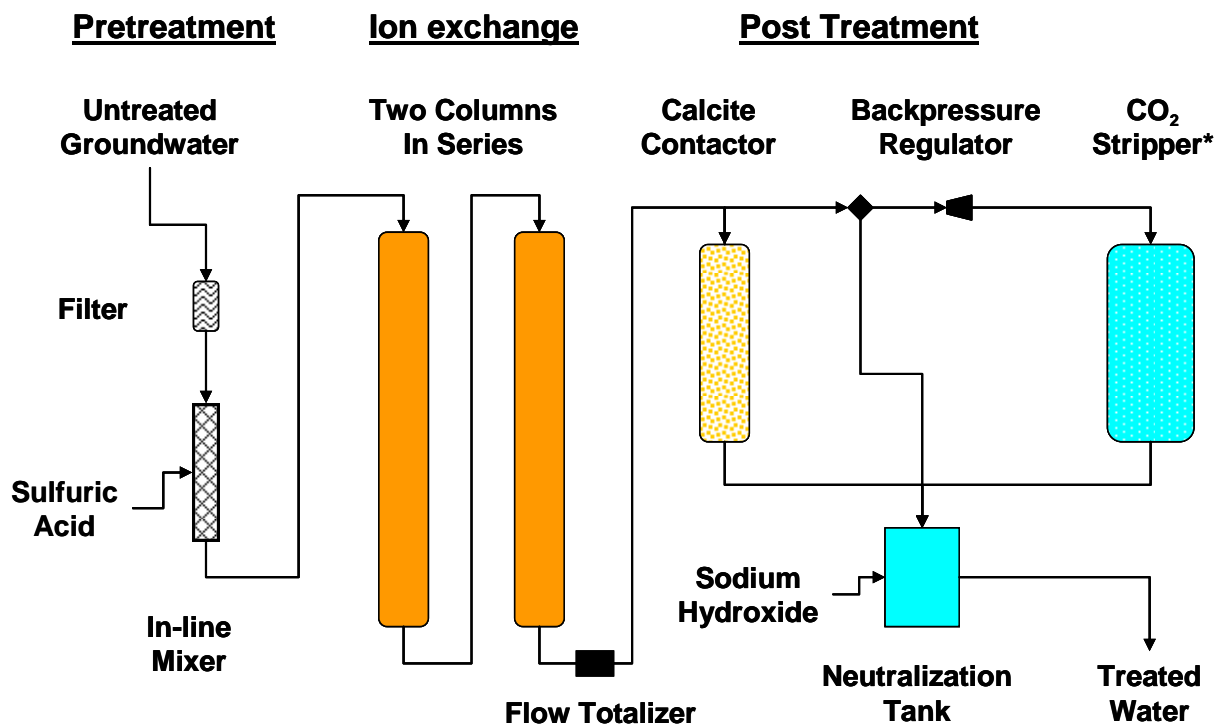 Pretreatment
Ion exchange
Post Treatment
Untreated
Groundwater
Two Columns
In Series
Calcite
Contactor
Backpressure
Regulator
CO₂
Stripper*
Filter
Sulfuric
Acid
In-line
Mixer
Flow Totalizer
Sodium
Hydroxide
Neutralization
Tank
Treated
Water